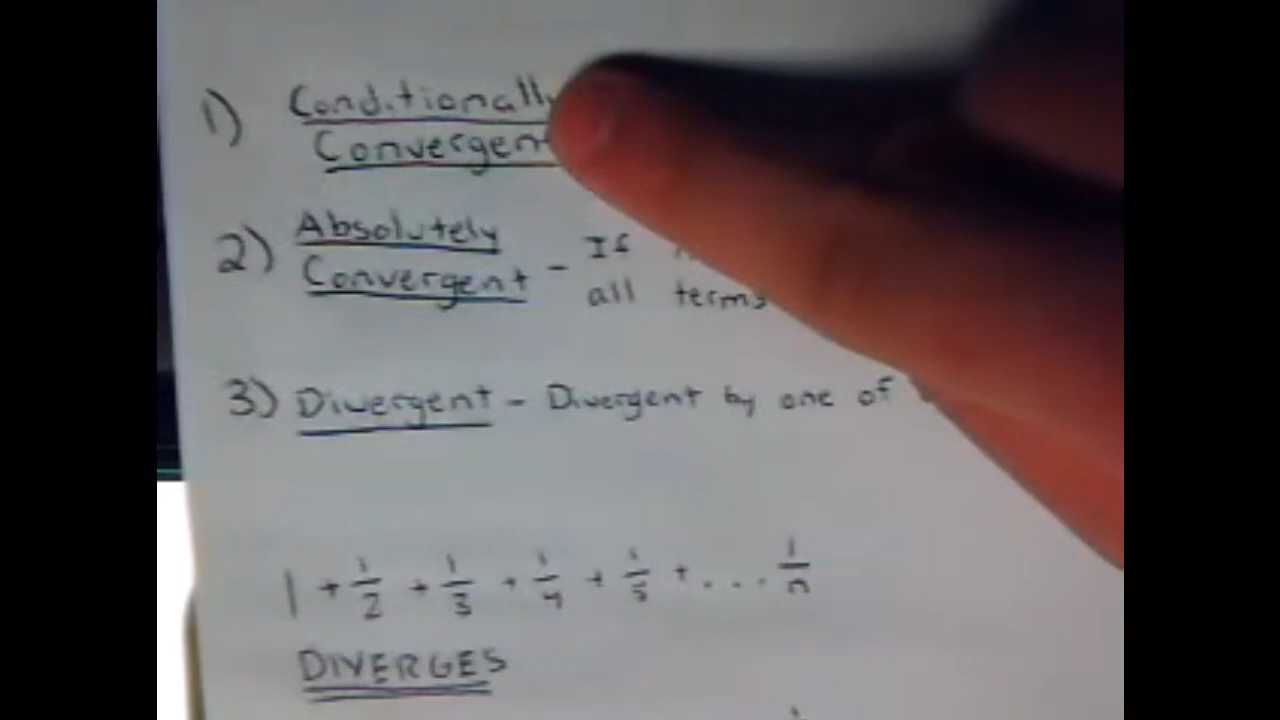 1) Conditionally
Convergent
2) Absolutely
Convergent - If
all terms
3) Divergent - Divergent by one of
1 + 1/2 + 1/3 + 1/4 + 1/5 + ... 1/n
DIVERGES